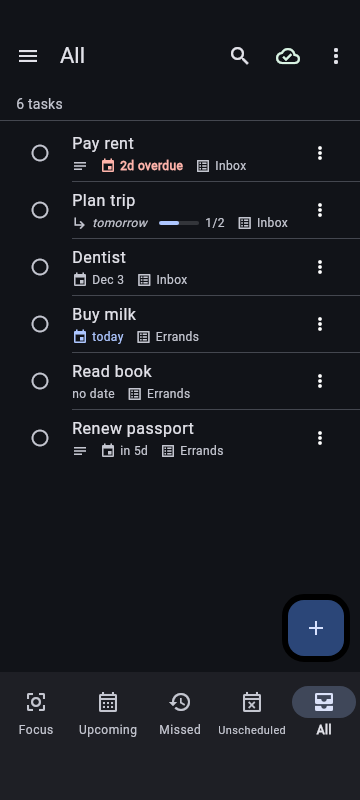 All
6 tasks
Pay rent
2d overdue Inbox
Plan trip
tomorrow 1/2 Inbox
Dentist
Dec 3 Inbox
Buy milk
today Errands
Read book
no date Errands
Renew passport
in 5d Errands
Focus Upcoming Missed Unscheduled All